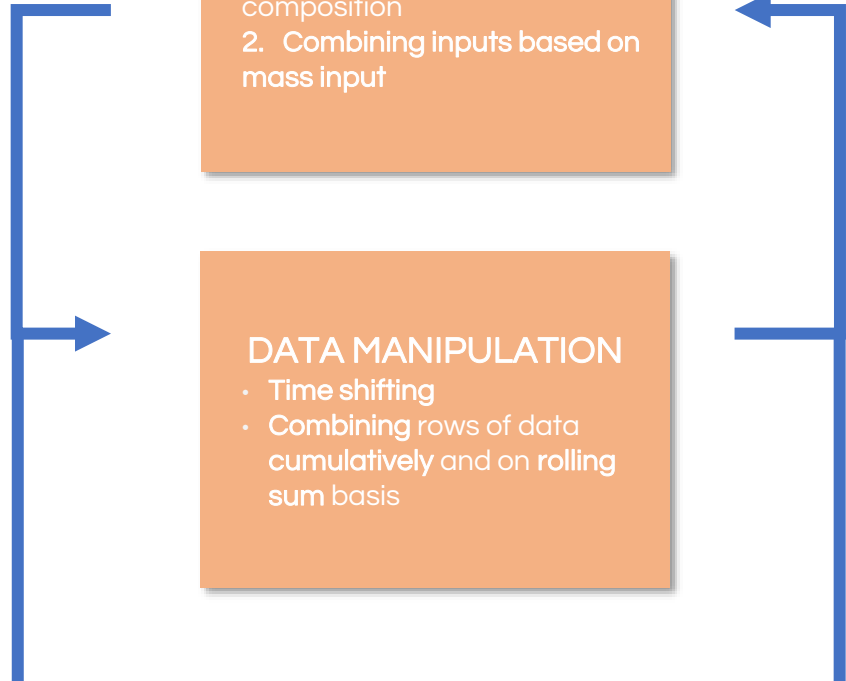 composition
2. Combining inputs based on
mass input
DATA MANIPULATION
• Time shifting
• Combining rows of data
cumulatively and on rolling
sum basis